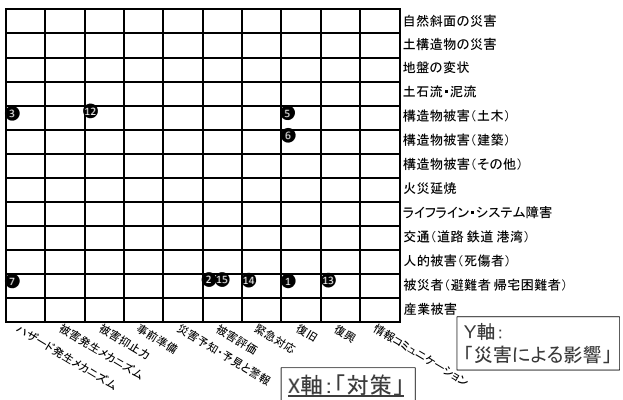 自然斜面の災害
土構造物の災害
地盤の変状
土石流・泥流
3 12 5 構造物被害(土木)
6 構造物被害(建築)
構造物被害(その他)
火災延焼
ライフライン・システム障害
交通(道路 鉄道 港湾)
人的被害(死傷者)
7 2 15 14 1 13 被災者(避難者 帰宅困難者)
産業被害
ハザード発生メカニズム
被害発生メカニズム
被害抑止力
事前準備
災害予知・予見と警報
被害評価
緊急対応
復旧
復興
情報コミュニケーション
Y軸:
「災害による影響」
X軸:「対策」